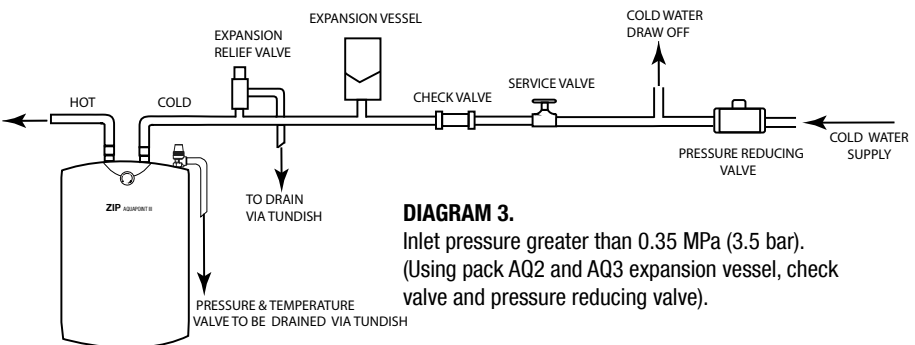 COLD WATER
DRAW OFF
EXPANSION VESSEL
EXPANSION
RELIEF VALVE
SERVICE VALVE
CHECK VALVE
HOT
COLD
COLD WATER
SUPPLY
PRESSURE REDUCING
VALVE
TO DRAIN
VIA TUNDISH
ZIP AQUAPOINT III
DIAGRAM 3.
Inlet pressure greater than 0.35 MPa (3.5 bar).
(Using pack AQ2 and AQ3 expansion vessel, check
valve and pressure reducing valve).
PRESSURE & TEMPERATURE
VALVE TO BE DRAINED VIA TUNDISH